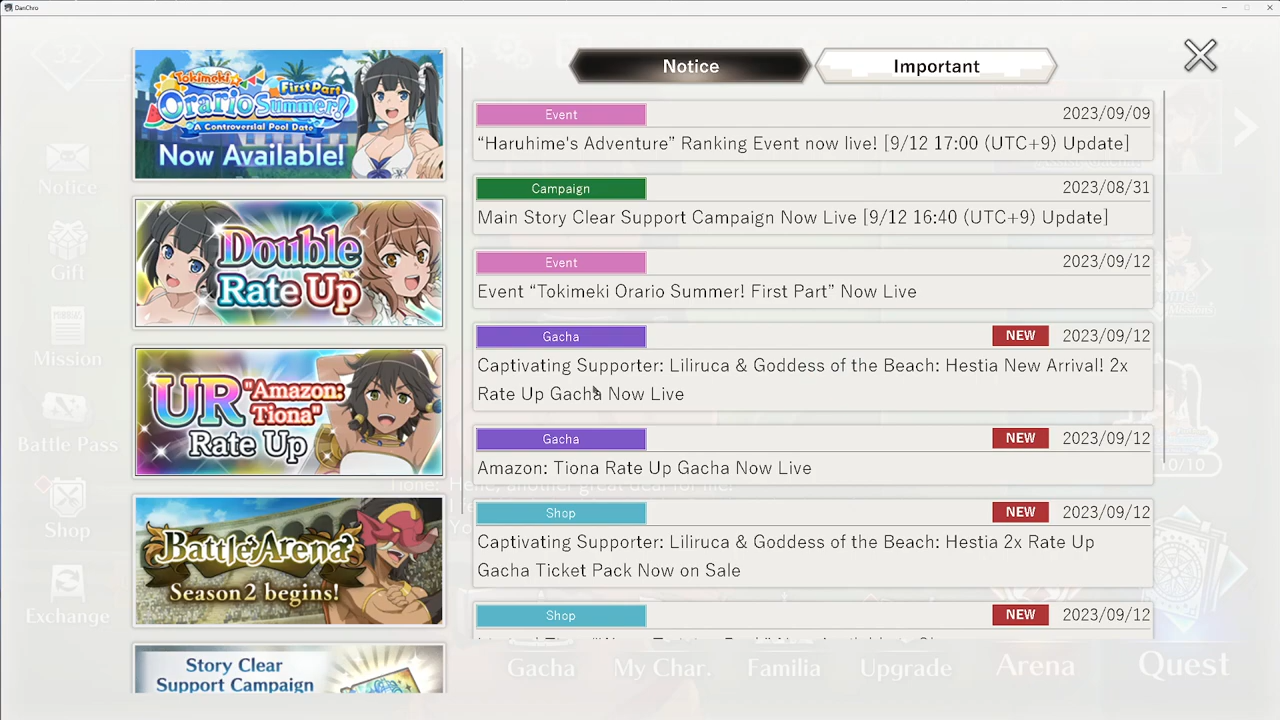 DanChro
32
Notice
Gift
Mission
Battle Pass
Shop
Exchange
Tokimeki
First Part
Orario Summer!
A Controversial Pool Date
Now Available!
Double
Rate Up
UR "Amazon:
Tiona"
Rate Up
Battle Arena
Season 2 begins!
Story Clear
Support Campaign
Notice
Important
Event
2023/09/09
“Haruhime's Adventure” Ranking Event now live! [9/12 17:00 (UTC+9) Update]
Campaign
2023/08/31
Main Story Clear Support Campaign Now Live [9/12 16:40 (UTC+9) Update]
Event
2023/09/12
Event “Tokimeki Orario Summer! First Part” Now Live
Gacha
NEW 2023/09/12
Captivating Supporter: Liliruca & Goddess of the Beach: Hestia New Arrival! 2x
Rate Up Gacha Now Live
Gacha
NEW 2023/09/12
Amazon: Tiona Rate Up Gacha Now Live
Shop
NEW 2023/09/12
Captivating Supporter: Liliruca & Goddess of the Beach: Hestia 2x Rate Up
Gacha Ticket Pack Now on Sale
Shop
NEW 2023/09/12
10/10
Gacha
My Char.
Familia
Upgrade
Arena
Quest